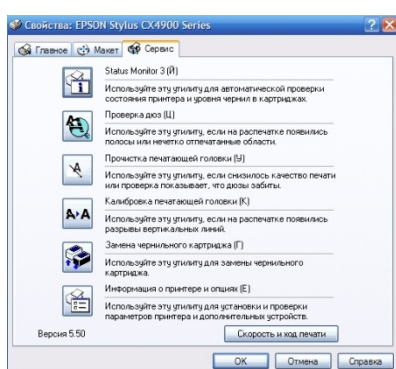 Свойства: EPSON Stylus CX4900 Series
Главное Макет Сервис
Status Monitor 3 (Й)
Используйте эту утилиту для автоматической проверки
состояния принтера и уровня чернил в картриджах.
Проверка дюз (Ц)
Используйте эту утилиту, если на распечатке появились
полосы или нечетко отпечатанные области.
Прочистка печатающей головки (У)
Используйте эту утилиту, если снизилось качество печати
или проверка показывает, что дюзы забиты.
Калибровка печатающей головки (К)
Используйте эту утилиту, если на распечатке появились
разрывы вертикальных линий.
Замена чернильного картриджа (Г)
Используйте эту утилиту для замены чернильного
картриджа.
Информация о принтере и опциях (Е)
Используйте эту утилиту для установки и проверки
параметров принтера и дополнительных устройств.
Версия 5.50 Скорость и ход печати
OK Отмена Справка